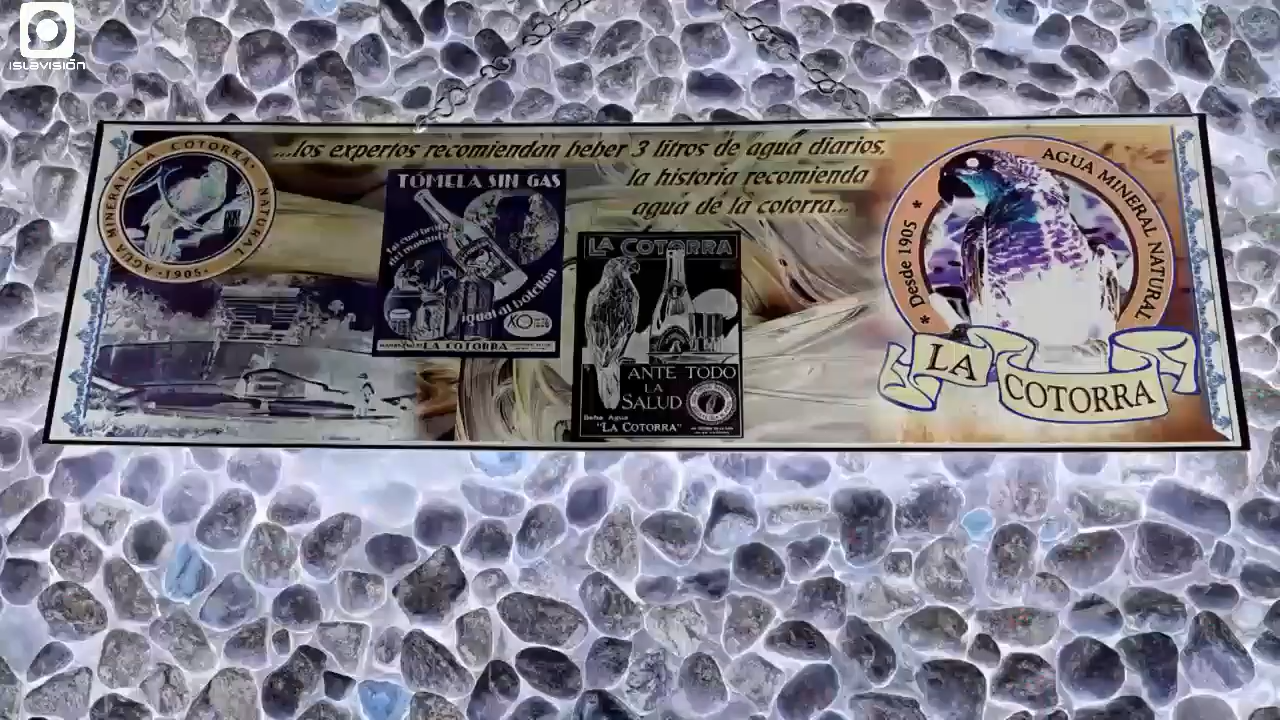 ISLAVISIÓN
AGUA MINERAL · LA COTORRA · NATURAL
· 1905 ·
...los expertos recomiendan beber 3 litros de agua diarios,
la historia recomienda
agua de la cotorra...
TÓMELA SIN GAS
del manantial
igual al botellón
LA COTORRA
LA COTORRA
ANTE TODO
LA
SALUD
Beba Agua
"LA COTORRA"
AGUA MINERAL NATURAL
* Desde 1905 *
LA
COTORRA